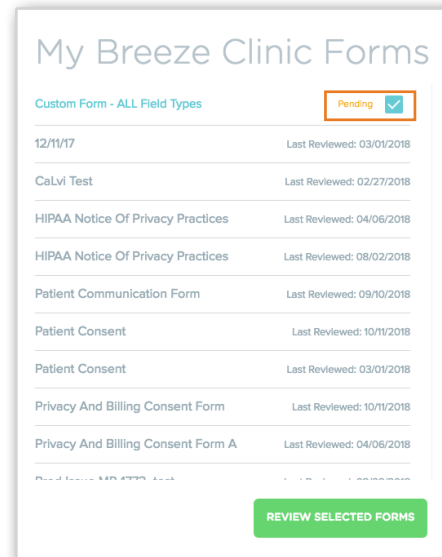 My Breeze Clinic Forms
Custom Form - ALL Field Types Pending
12/11/17 Last Reviewed: 03/01/2018
CaLvi Test Last Reviewed: 02/27/2018
HIPAA Notice Of Privacy Practices Last Reviewed: 04/06/2018
HIPAA Notice Of Privacy Practices Last Reviewed: 08/02/2018
Patient Communication Form Last Reviewed: 09/10/2018
Patient Consent Last Reviewed: 10/11/2018
Patient Consent Last Reviewed: 03/01/2018
Privacy And Billing Consent Form Last Reviewed: 10/11/2018
Privacy And Billing Consent Form A Last Reviewed: 04/06/2018
REVIEW SELECTED FORMS